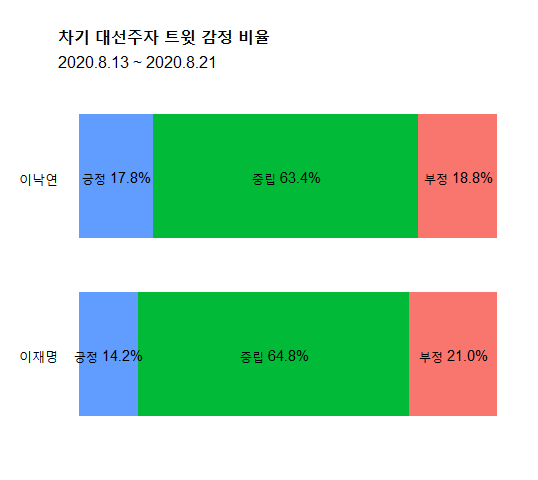 차기 대선주자 트윗 감정 비율
2020.8.13 ~ 2020.8.21
이낙연 긍정 17.8% 중립 63.4% 부정 18.8%
이재명 긍정 14.2% 중립 64.8% 부정 21.0%